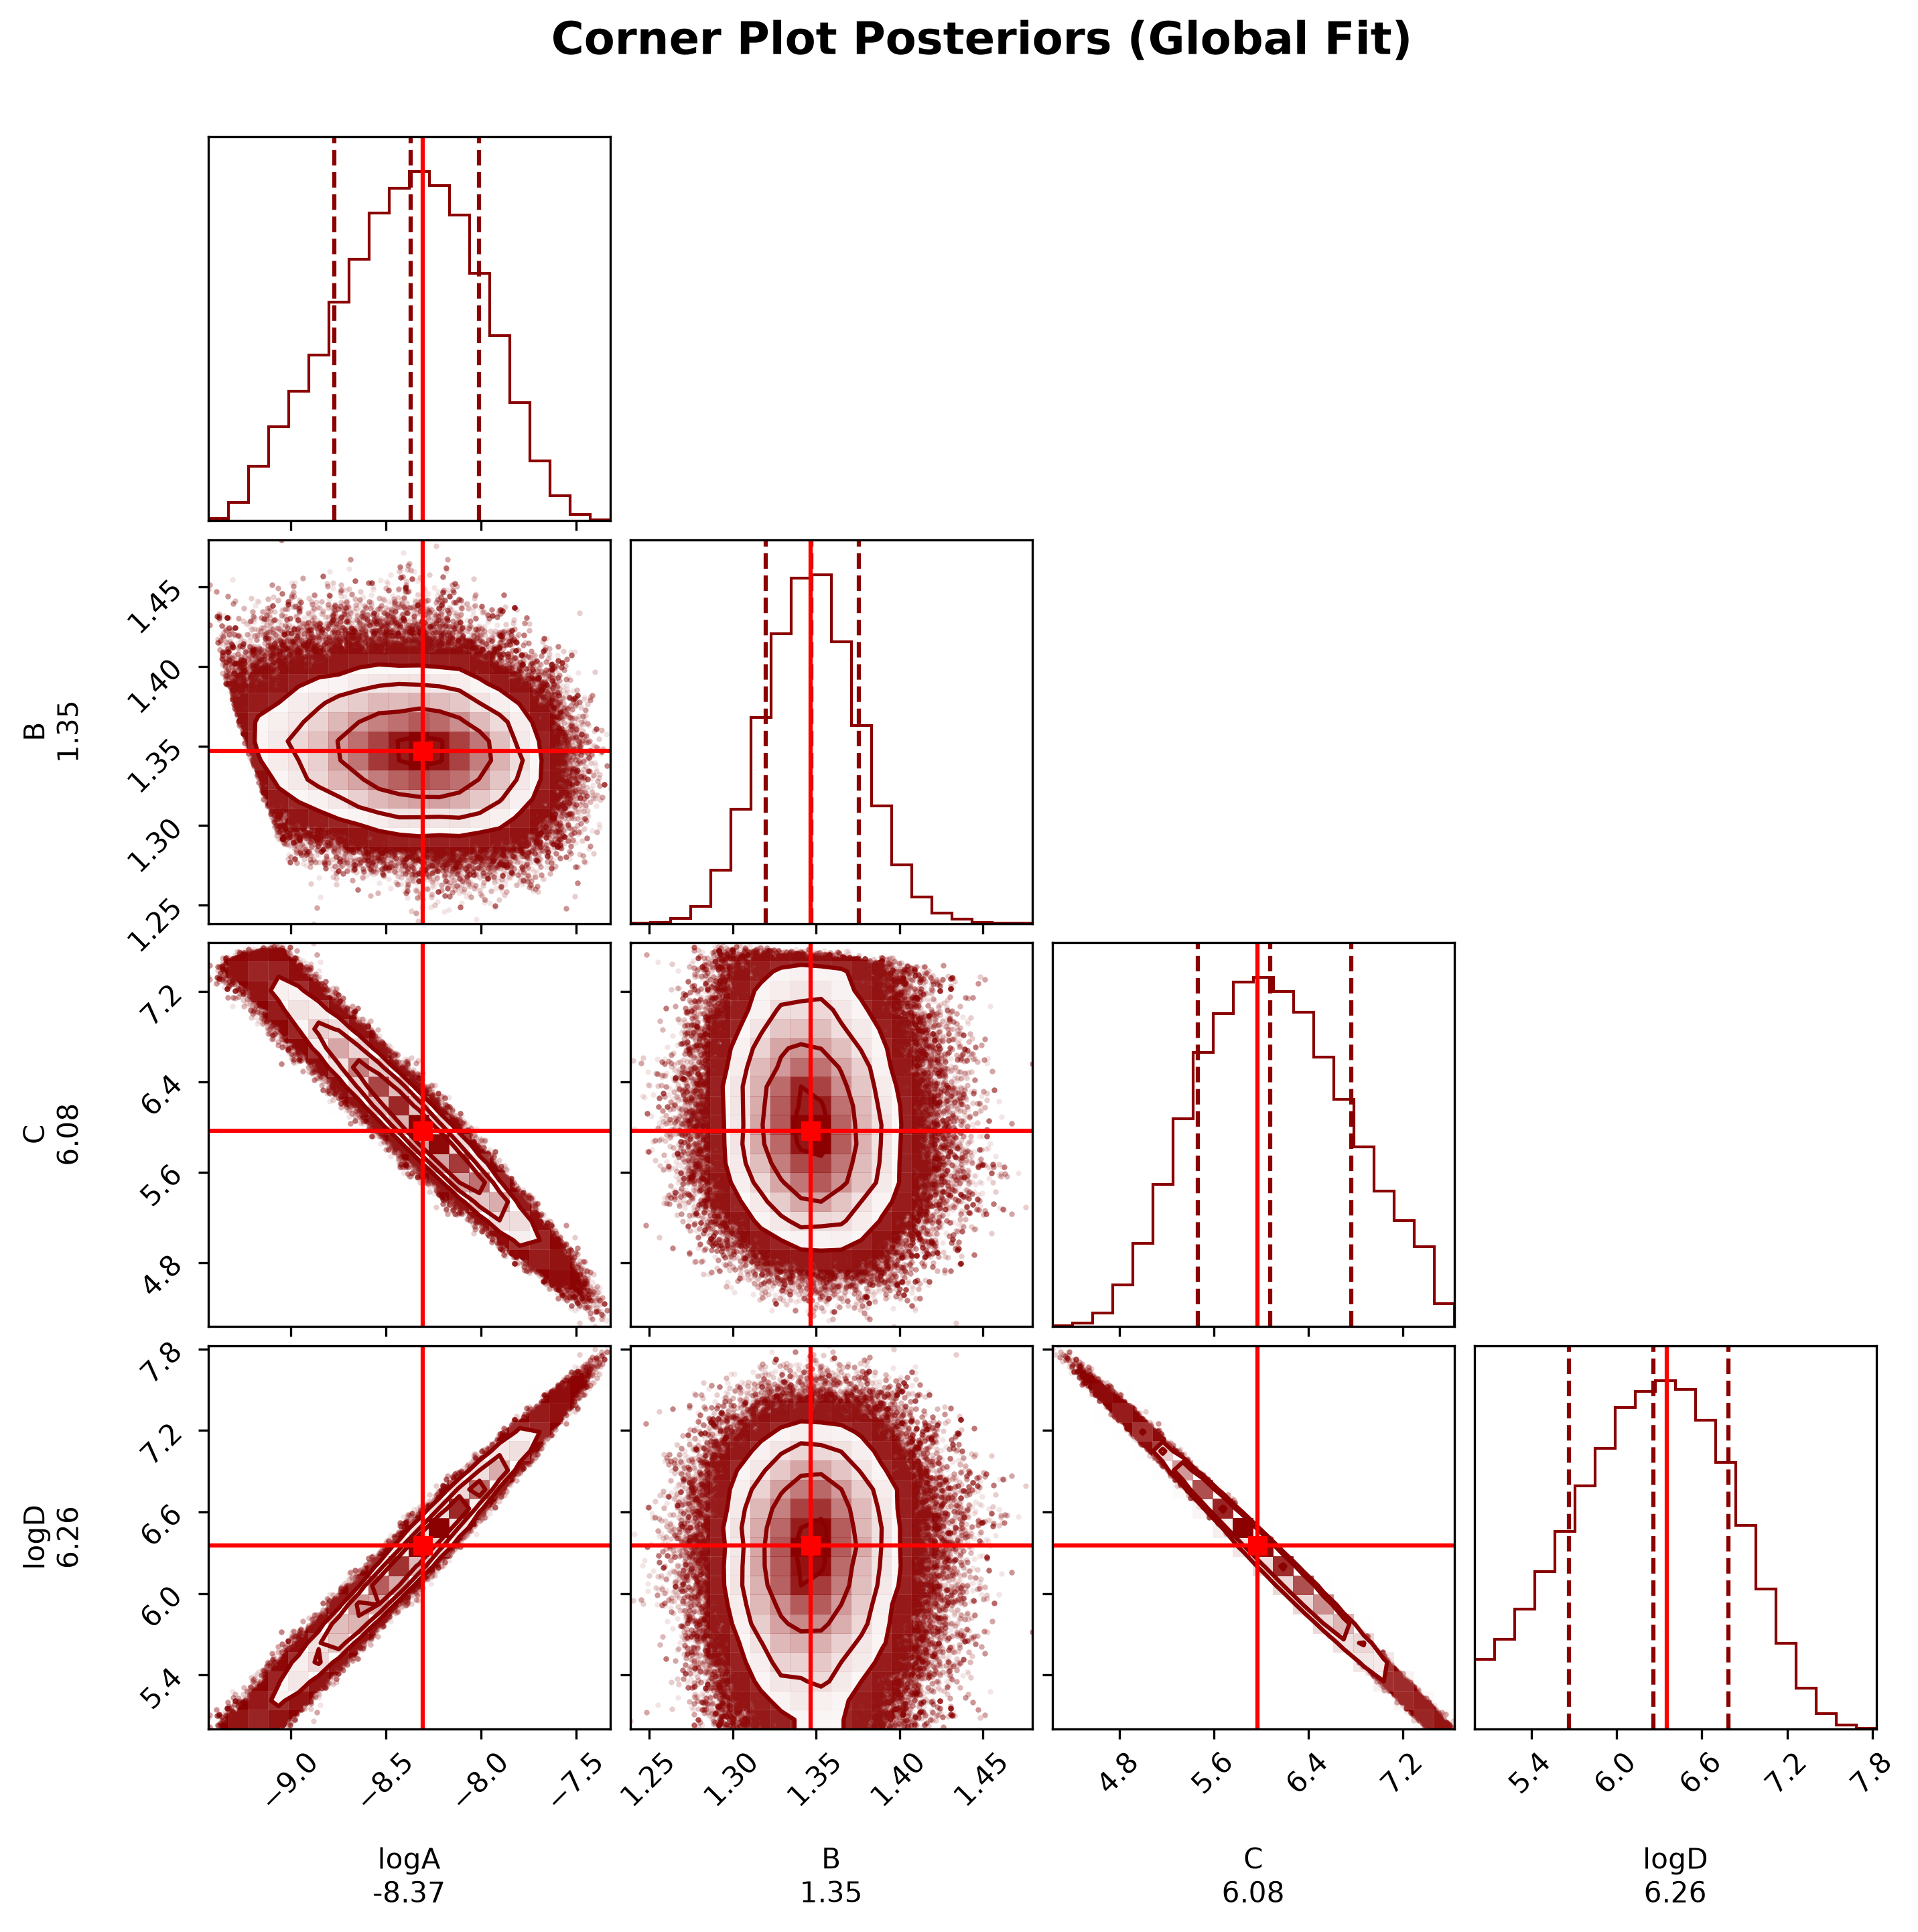 Corner Plot Posteriors (Global Fit)
1.45
1.40
1.35
1.30
1.25
B
1.35
7.2
6.4
5.6
4.8
C
6.08
7.8
7.2
6.6
6.0
5.4
logD
6.26
−9.0 −8.5 −8.0 −7.5 1.25 1.30 1.35 1.40 1.45 4.8 5.6 6.4 7.2 5.4 6.0 6.6 7.2 7.8
logA B C logD
-8.37 1.35 6.08 6.26